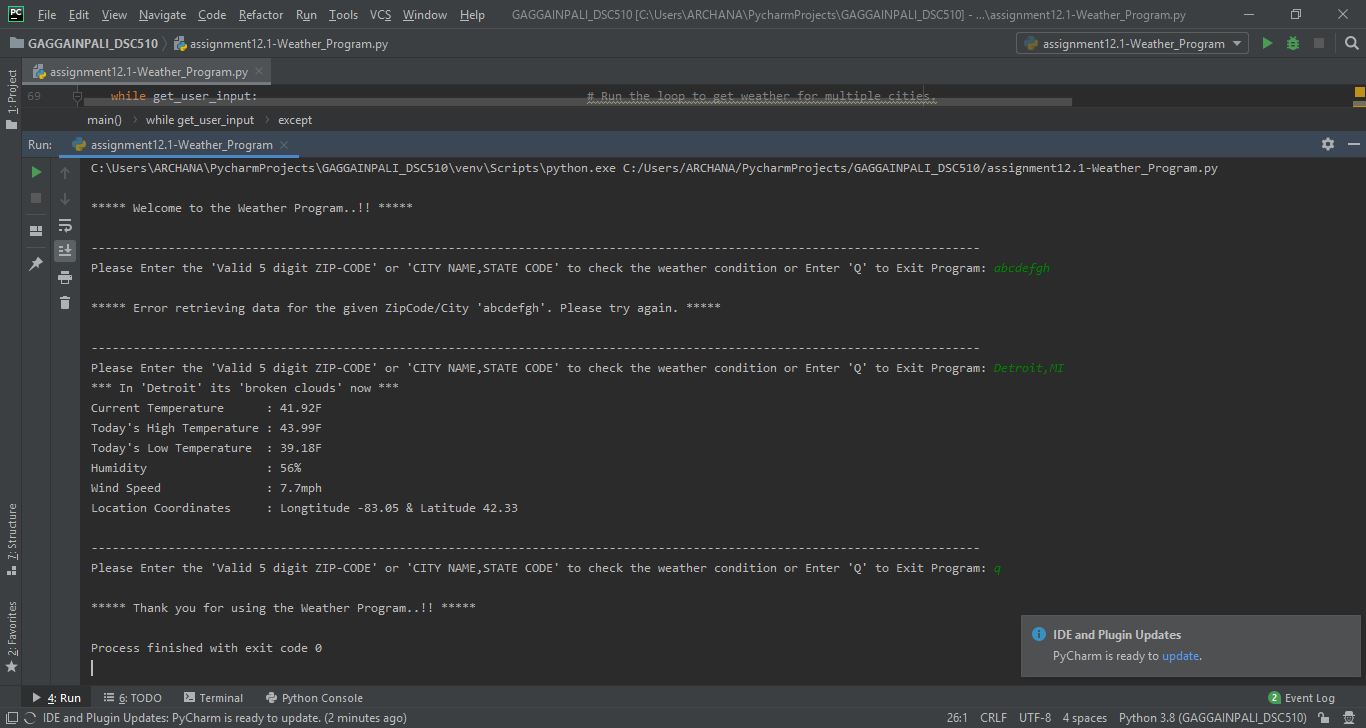 PC File Edit View Navigate Code Refactor Run Tools VCS Window Help GAGGAINPALI_DSC510 [C:\Users\ARCHANA\PycharmProjects\GAGGAINPALI_DSC510] - ...\assignment12.1-Weather_Program.py
GAGGAINPALI_DSC510 assignment12.1-Weather_Program.py assignment12.1-Weather_Program
assignment12.1-Weather_Program.py
1: Project
69 while get_user_input: # Run the loop to get weather for multiple cities.
main() while get_user_input except
Run: assignment12.1-Weather_Program
C:\Users\ARCHANA\PycharmProjects\GAGGAINPALI_DSC510\venv\Scripts\python.exe C:/Users/ARCHANA/PycharmProjects/GAGGAINPALI_DSC510/assignment12.1-Weather_Program.py
***** Welcome to the Weather Program..!! *****
-------------------------------------------------------------------------------------------------------------------------------
Please Enter the 'Valid 5 digit ZIP-CODE' or 'CITY NAME,STATE CODE' to check the weather condition or Enter 'Q' to Exit Program: abcdefgh
***** Error retrieving data for the given ZipCode/City 'abcdefgh'. Please try again. *****
-------------------------------------------------------------------------------------------------------------------------------
Please Enter the 'Valid 5 digit ZIP-CODE' or 'CITY NAME,STATE CODE' to check the weather condition or Enter 'Q' to Exit Program: Detroit,MI
*** In 'Detroit' its 'broken clouds' now ***
Current Temperature      : 41.92F
Today's High Temperature : 43.99F
Today's Low Temperature  : 39.18F
Humidity                 : 56%
Wind Speed               : 7.7mph
Location Coordinates     : Longtitude -83.05 & Latitude 42.33
-------------------------------------------------------------------------------------------------------------------------------
Please Enter the 'Valid 5 digit ZIP-CODE' or 'CITY NAME,STATE CODE' to check the weather condition or Enter 'Q' to Exit Program: q
***** Thank you for using the Weather Program..!! *****
Process finished with exit code 0
7: Structure
2: Favorites
IDE and Plugin Updates
PyCharm is ready to update.
4: Run 6: TODO Terminal Python Console 2 Event Log
IDE and Plugin Updates: PyCharm is ready to update. (2 minutes ago) 26:1 CRLF UTF-8 4 spaces Python 3.8 (GAGGAINPALI_DSC510)